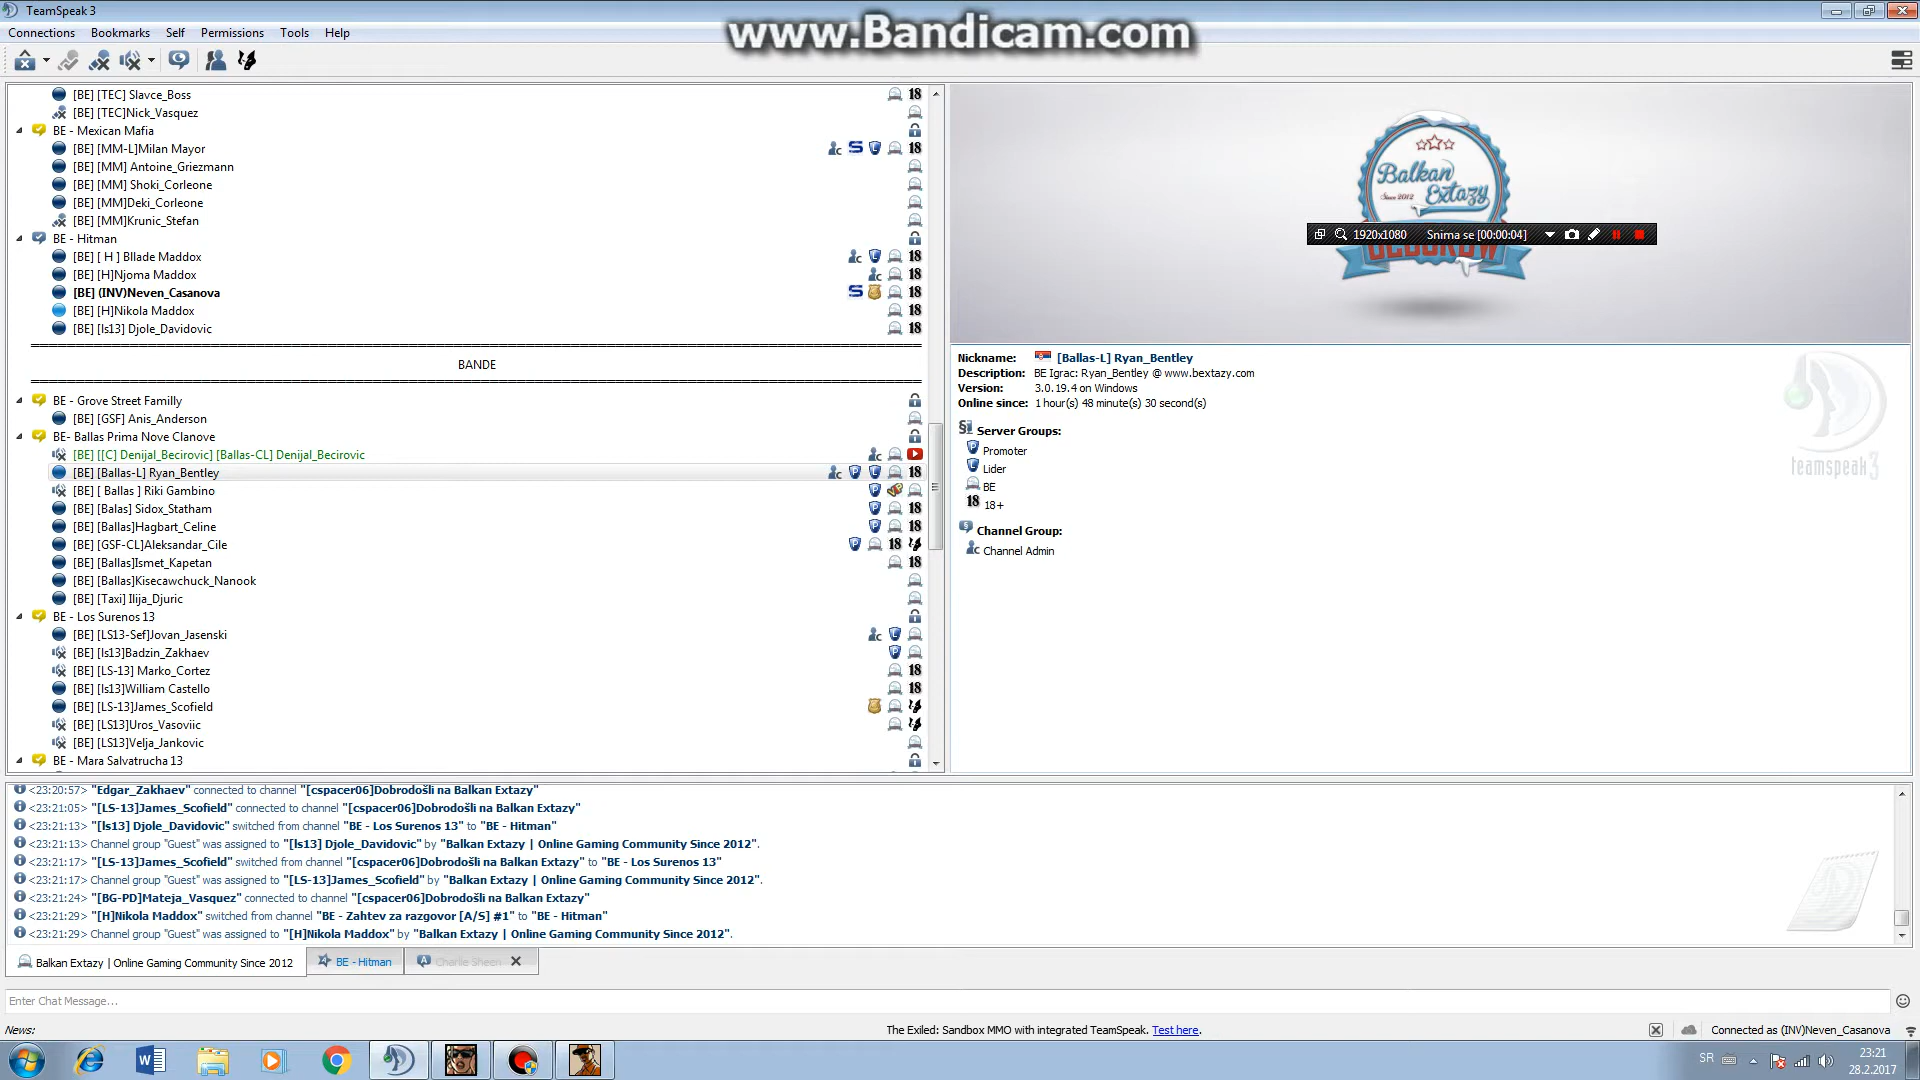 TeamSpeak 3
www.Bandicam.com
Connections Bookmarks Self Permissions Tools Help
[BE] [TEC] Slavce_Boss 18
[BE] [TEC]Nick_Vasquez
BE - Mexican Mafia
[BE] [MM-L]Milan Mayor 18
[BE] [MM] Antoine_Griezmann
[BE] [MM] Shoki_Corleone
[BE] [MM]Deki_Corleone
[BE] [MM]Krunic_Stefan
BE - Hitman
[BE] [ H ] Bllade Maddox 18
[BE] [H]Njoma Maddox 18
[BE] (INV)Neven_Casanova 18
[BE] [H]Nikola Maddox 18
[BE] [ls13] Djole_Davidovic 18
BANDE
BE - Grove Street Familly
[BE] [GSF] Anis_Anderson
BE- Ballas Prima Nove Clanove
[BE] [[C] Denijal_Becirovic] [Ballas-CL] Denijal_Becirovic
[BE] [Ballas-L] Ryan_Bentley 18
[BE] [ Ballas ] Riki Gambino
[BE] [Balas] Sidox_Statham 18
[BE] [Ballas]Hagbart_Celine 18
[BE] [GSF-CL]Aleksandar_Cile 18
[BE] [Ballas]Ismet_Kapetan 18
[BE] [Ballas]Kisecawchuck_Nanook
[BE] [Taxi] Ilija_Djuric
BE - Los Surenos 13
[BE] [LS13-Sef]Jovan_Jasenski
[BE] [ls13]Badzin_Zakhaev
[BE] [LS-13] Marko_Cortez 18
[BE] [ls13]William Castello 18
[BE] [LS-13]James_Scofield
[BE] [LS13]Uros_Vasoviic
[BE] [LS13]Velja_Jankovic
BE - Mara Salvatrucha 13
Balkan
Since 2012
Extazy
1920x1080 Snima se [00:00:04]
Nickname: [Ballas-L] Ryan_Bentley
Description: BE Igrac: Ryan_Bentley @ www.bextazy.com
Version: 3.0.19.4 on Windows
Online since: 1 hour(s) 48 minute(s) 30 second(s)
Server Groups:
Promoter
Lider
BE
18 18+
Channel Group:
Channel Admin
teamspeak3
<23:20:57> "Edgar_Zakhaev" connected to channel "[cspacer06]Dobrodošli na Balkan Extazy"
<23:21:05> "[LS-13]James_Scofield" connected to channel "[cspacer06]Dobrodošli na Balkan Extazy"
<23:21:13> "[ls13] Djole_Davidovic" switched from channel "BE - Los Surenos 13" to "BE - Hitman"
<23:21:13> Channel group "Guest" was assigned to "[ls13] Djole_Davidovic" by "Balkan Extazy | Online Gaming Community Since 2012".
<23:21:17> "[LS-13]James_Scofield" switched from channel "[cspacer06]Dobrodošli na Balkan Extazy" to "BE - Los Surenos 13"
<23:21:17> Channel group "Guest" was assigned to "[LS-13]James_Scofield" by "Balkan Extazy | Online Gaming Community Since 2012".
<23:21:24> "[BG-PD]Mateja_Vasquez" connected to channel "[cspacer06]Dobrodošli na Balkan Extazy"
<23:21:29> "[H]Nikola Maddox" switched from channel "BE - Zahtev za razgovor [A/S] #1" to "BE - Hitman"
<23:21:29> Channel group "Guest" was assigned to "[H]Nikola Maddox" by "Balkan Extazy | Online Gaming Community Since 2012".
Balkan Extazy | Online Gaming Community Since 2012 BE - Hitman Charlie Sheen
Enter Chat Message...
News: The Exiled: Sandbox MMO with integrated TeamSpeak. Test here. Connected as (INV)Neven_Casanova
SR 23:21
28.2.2017